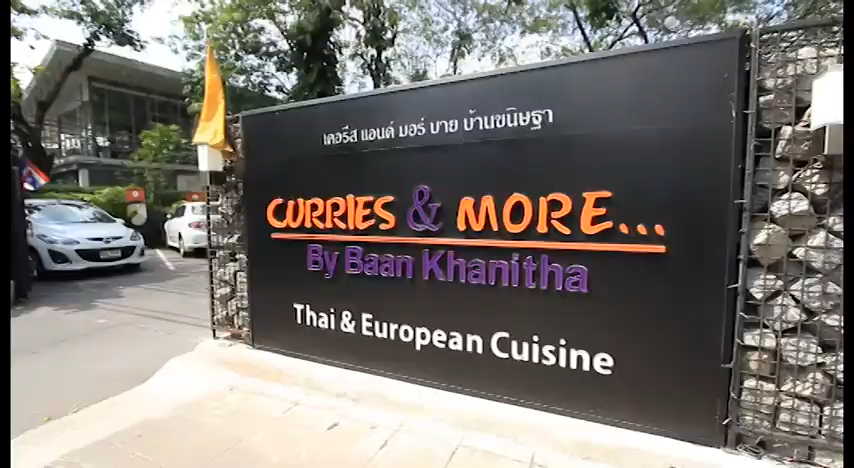 เคอรีส แอนด์ มอร์ บาย บ้านขนิษฐา
CURRIES & MORE...
By Baan Khanitha
Thai & European Cuisine